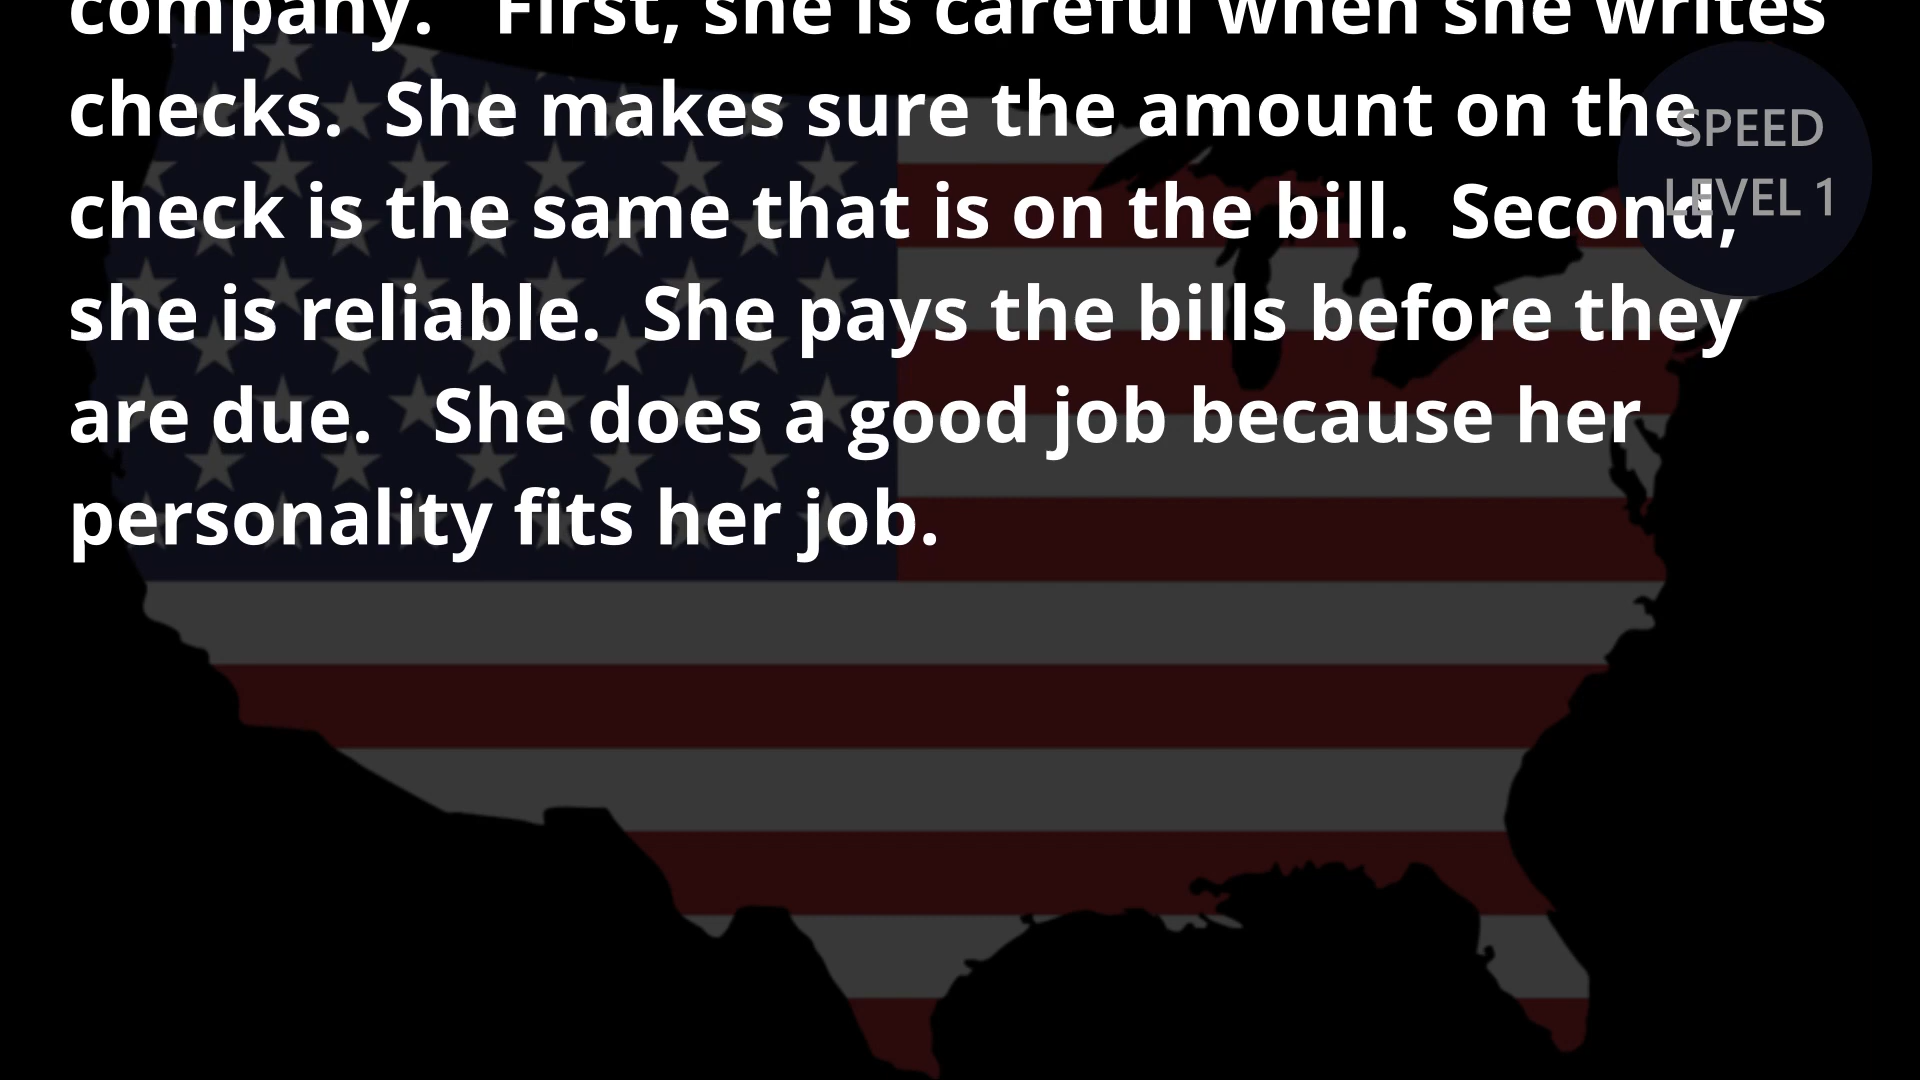 company.   First, she is careful when she writes
checks.  She makes sure the amount on the
check is the same that is on the bill.  Second,
she is reliable.  She pays the bills before they
are due.   She does a good job because her
personality fits her job.
SPEED
LEVEL 1